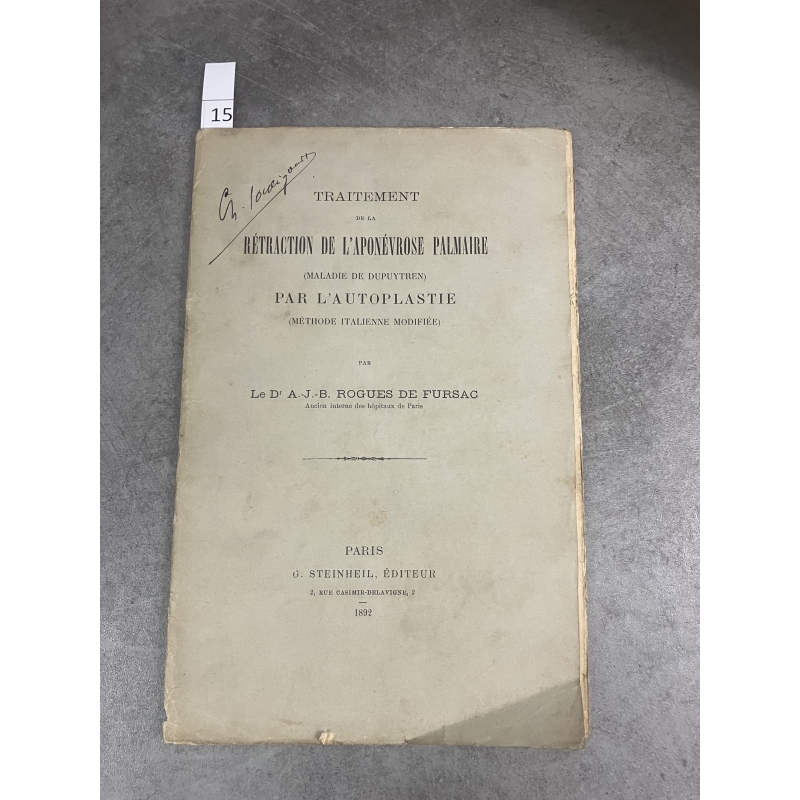 15
Ch.
TRAITEMENT
DE LA
RÉTRACTION DE L'APONÉVROSE PALMAIRE
(MALADIE DE DUPUYTREN)
PAR L'AUTOPLASTIE
(MÉTHODE ITALIENNE MODIFIÉE)
PAR
Le Dr A.-J.-B. ROGUES DE FURSAC
Ancien interne des hôpitaux de Paris
PARIS
G. STEINHEIL, ÉDITEUR
2, RUE CASIMIR-DELAVIGNE, 2
1892